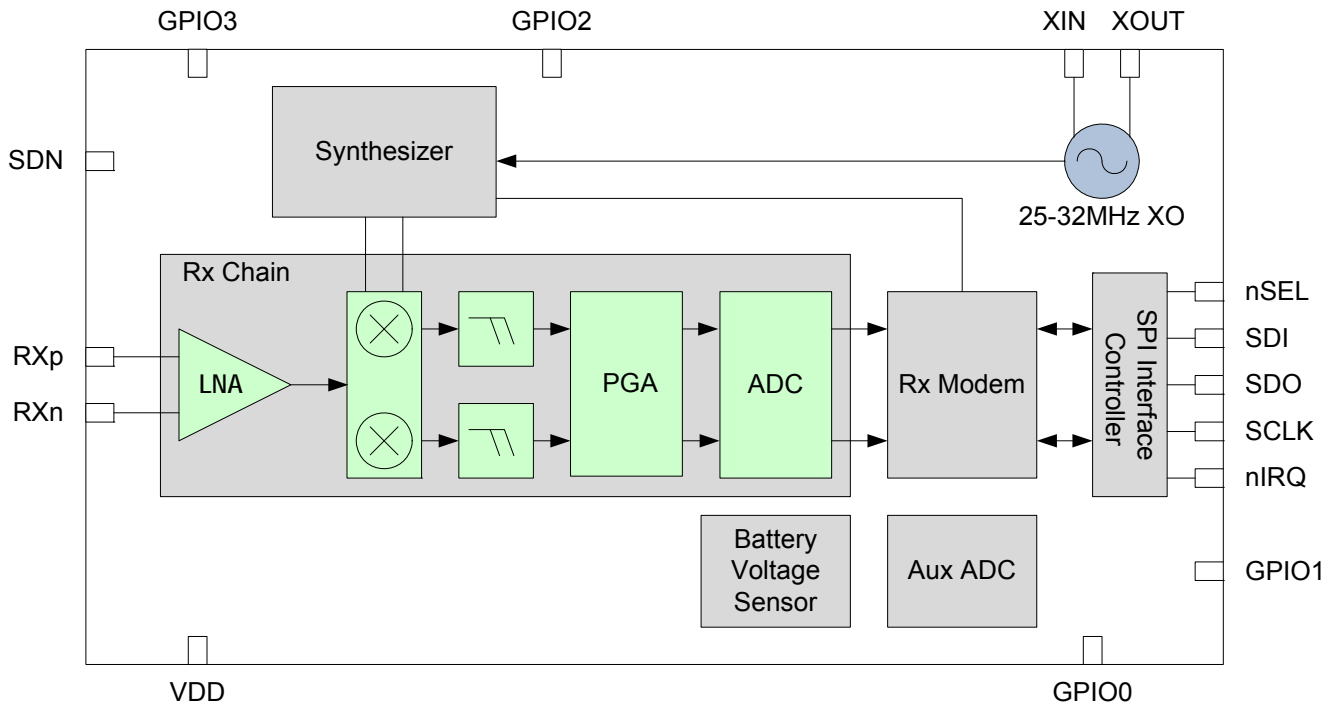 GPIO3
GPIO2
XIN
XOUT
SDN
Synthesizer
25-32MHz XO
Rx Chain
RXp
RXn
LNA
PGA
ADC
Rx Modem
SPI Interface
Controller
nSEL
SDI
SDO
SCLK
nIRQ
Battery
Voltage
Sensor
Aux ADC
GPIO1
VDD
GPIO0